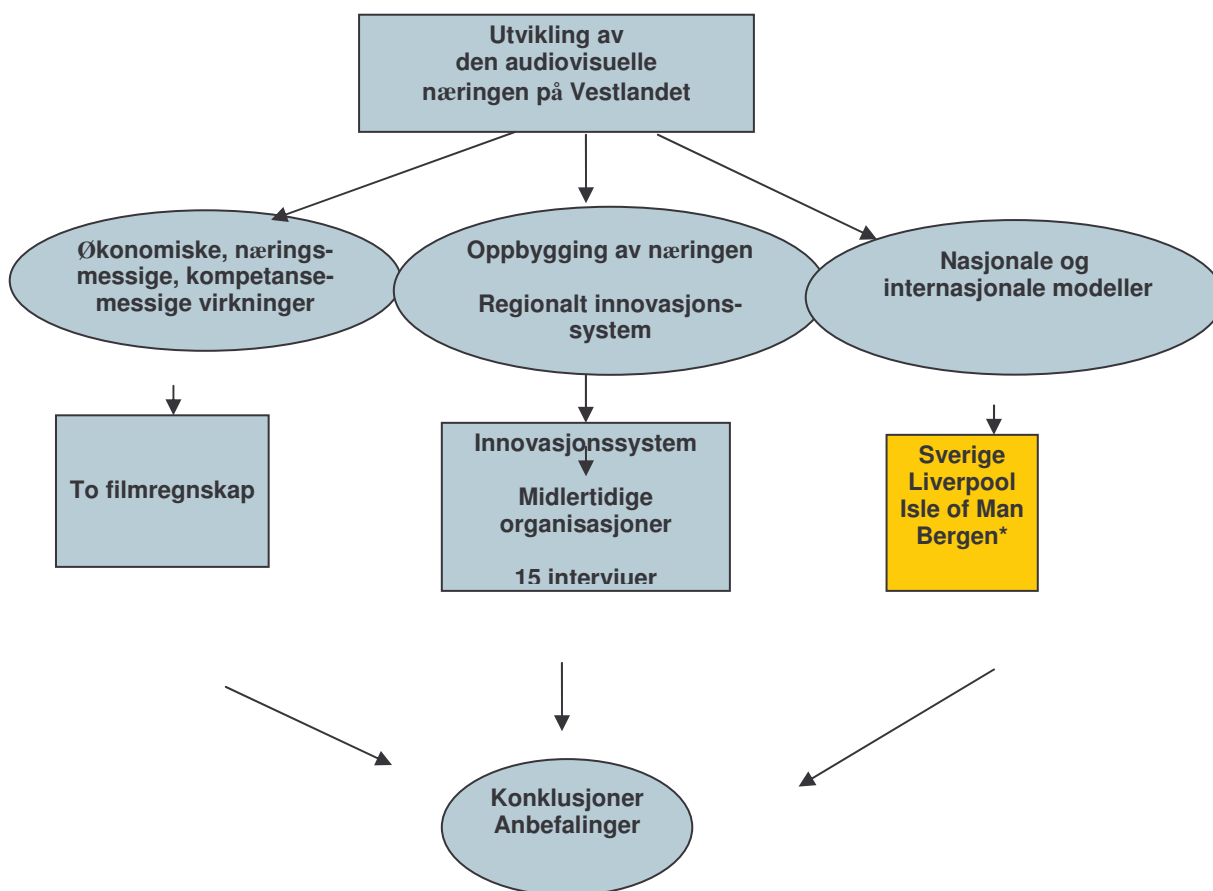 Utvikling av
den audiovisuelle
næringen på Vestlandet
Økonomiske, nærings-
messige, kompetanse-
messige virkninger
Oppbygging av næringen
Regionalt innovasjons-
system
Nasjonale og
internasjonale modeller
To filmregnskap
Innovasjonssystem
Midlertidige
organisasjoner
15 intervjuer
Sverige
Liverpool
Isle of Man
Bergen*
Konklusjoner
Anbefalinger